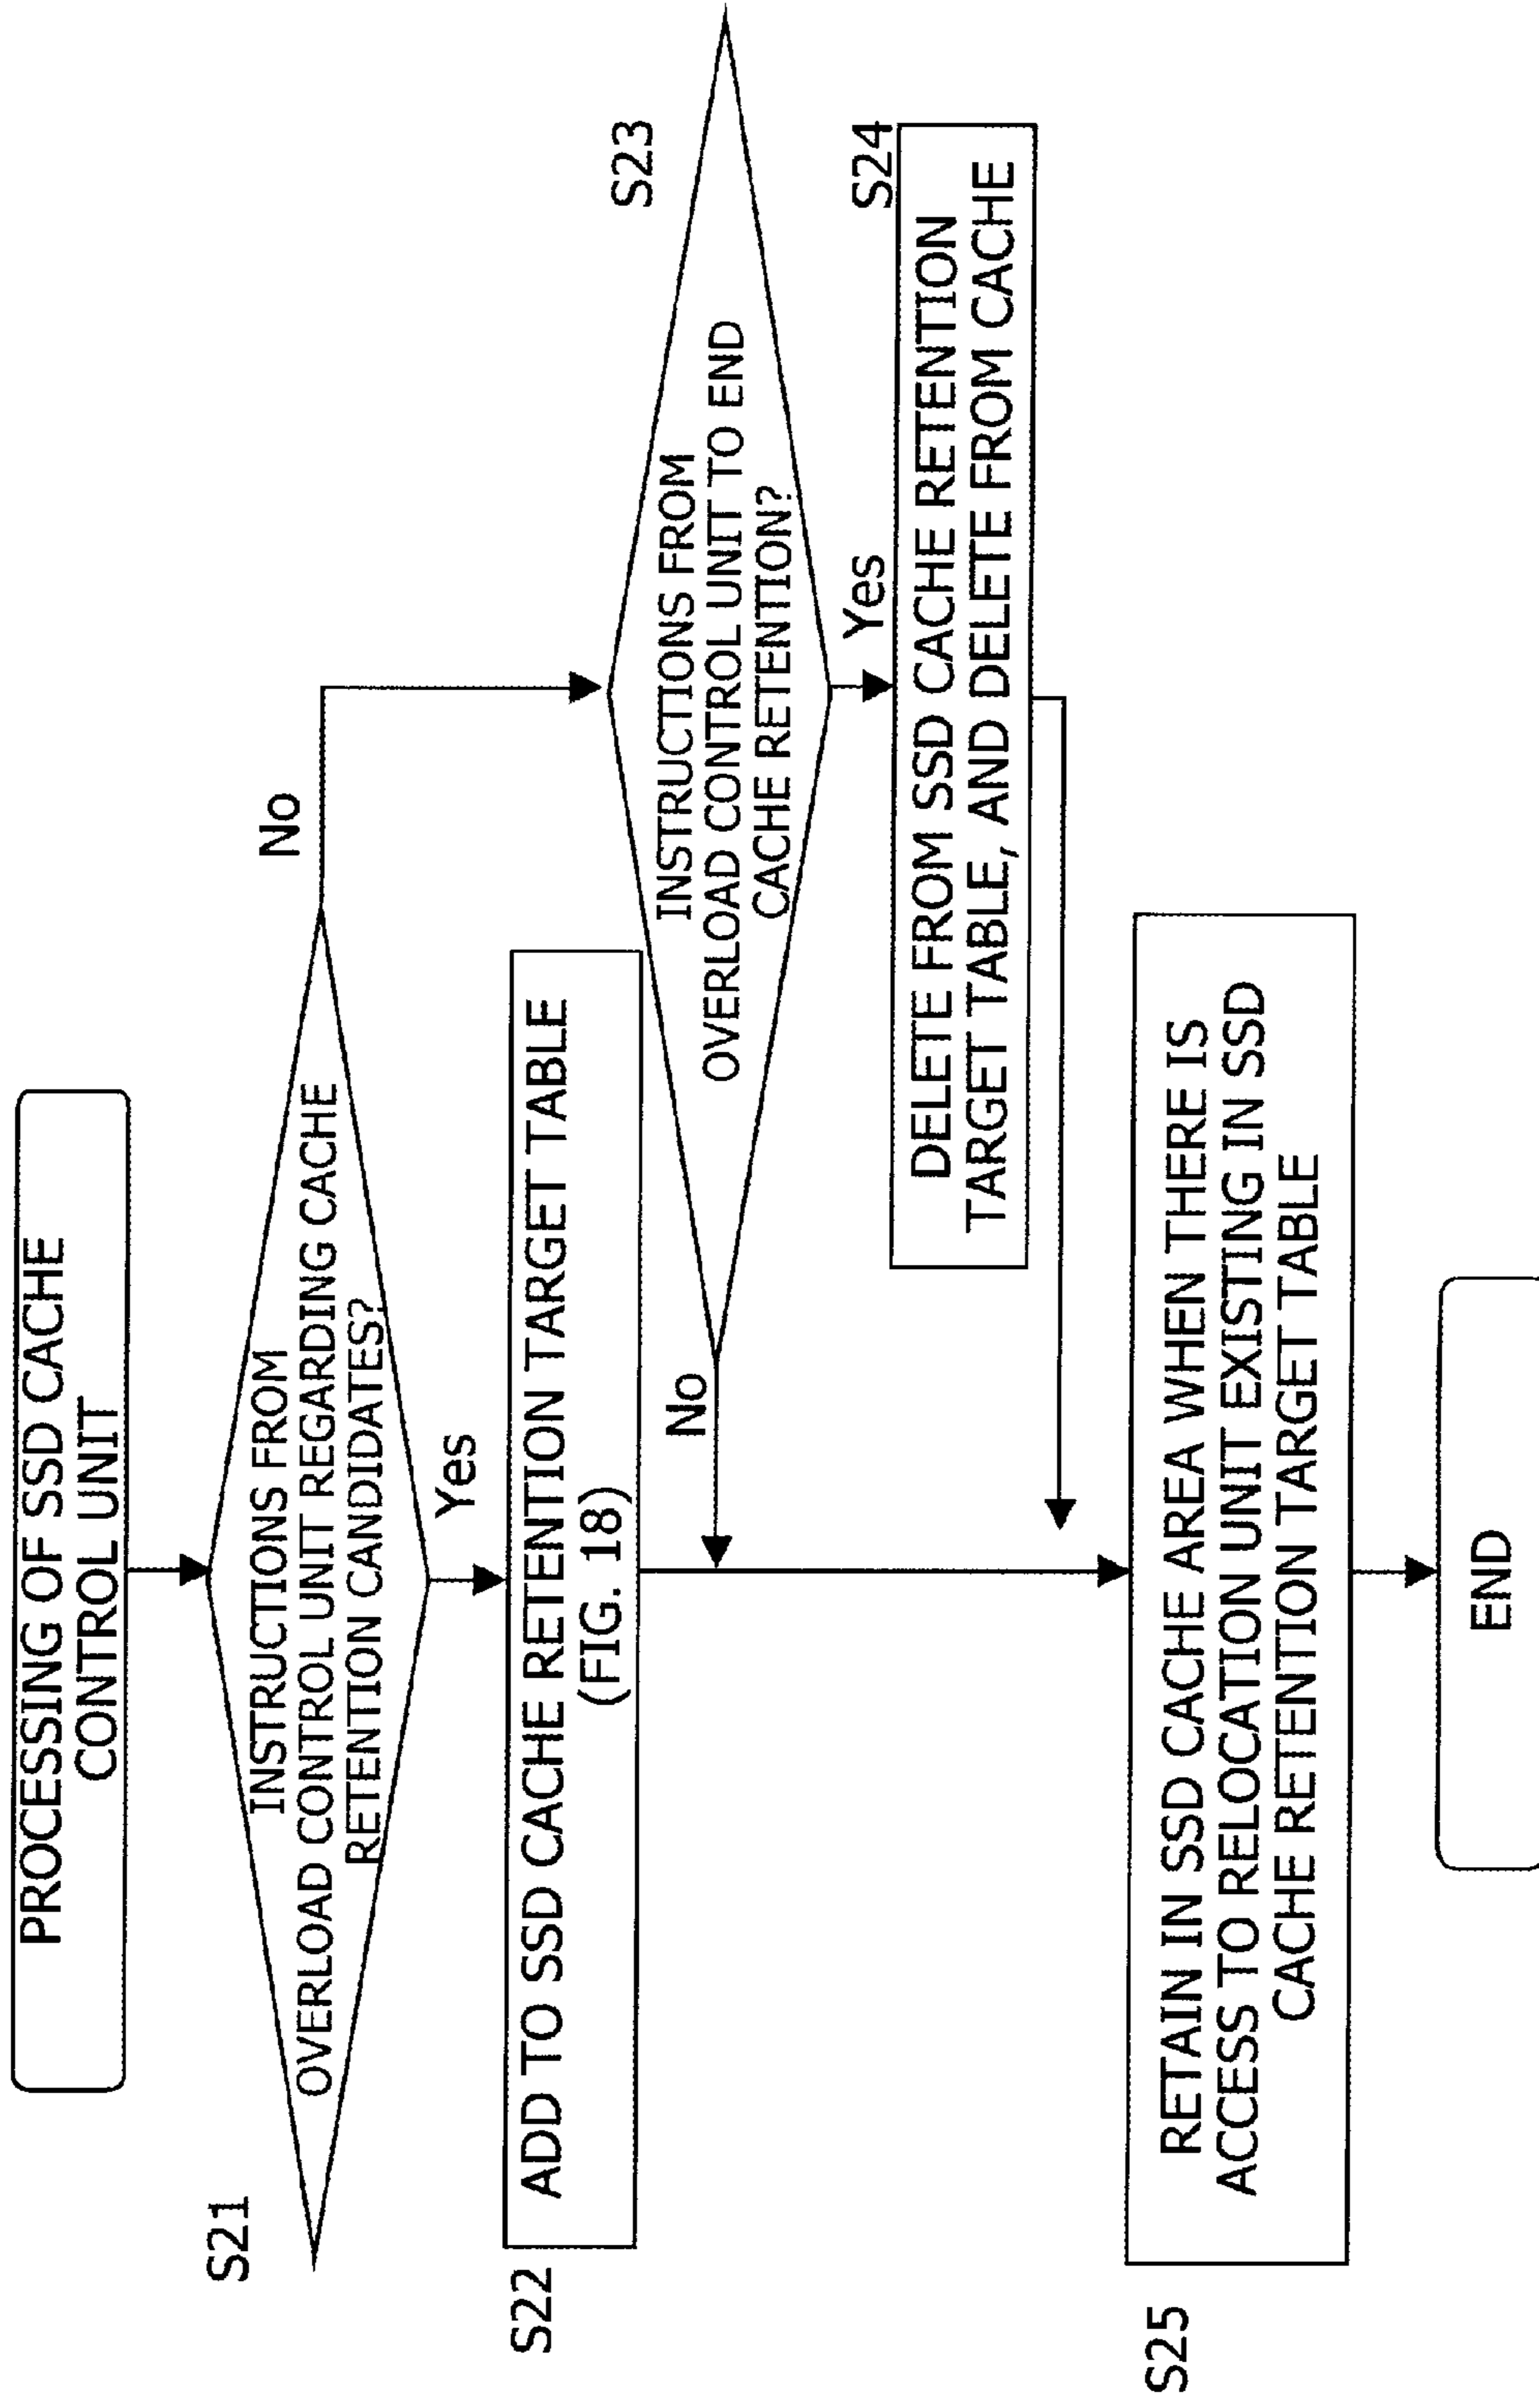 PROCESSING OF SSD CACHE
CONTROL UNIT
S21
INSTRUCTIONS FROM
OVERLOAD CONTROL UNIT REGARDING CACHE
RETENTION CANDIDATES?
No
Yes
S22
ADD TO SSD CACHE RETENTION TARGET TABLE
(FIG. 18)
S23
INSTRUCTIONS FROM
OVERLOAD CONTROL UNIT TO END
CACHE RETENTION?
No
Yes
S24
DELETE FROM SSD CACHE RETENTION
TARGET TABLE, AND DELETE FROM CACHE
S25
RETAIN IN SSD CACHE AREA WHEN THERE IS
ACCESS TO RELOCATION UNIT EXISTING IN SSD
CACHE RETENTION TARGET TABLE
END